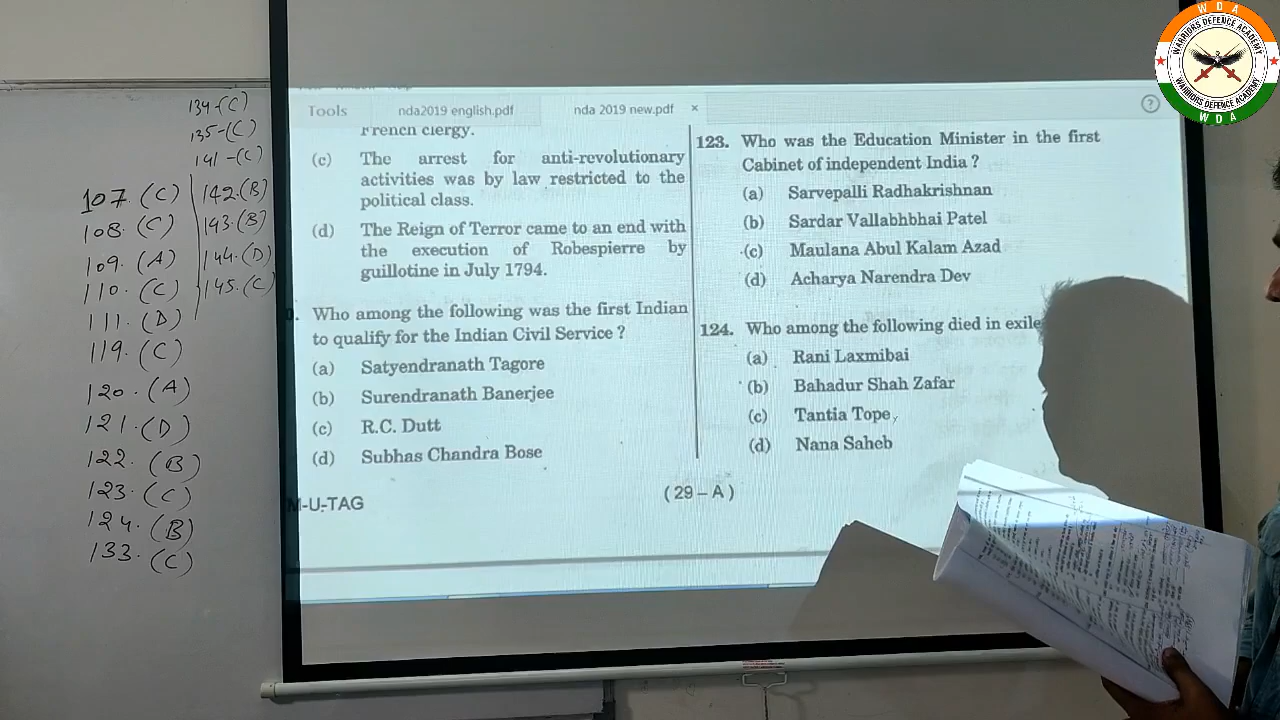 134-(C)
135-(C)
141-(C)
107. (C)
108. (C)
109. (A)
110. (C)
111. (D)
119. (C)
120. (A)
121. (D)
122. (B)
123. (C)
124. (B)
133. (C)
142.(B)
143.(B)
144.(D)
145.(C)
Tools
nda2019 english.pdf
nda 2019 new.pdf ×
?
French clergy.
(c) The arrest for anti-revolutionary
activities was by law restricted to the
political class.
(d) The Reign of Terror came to an end with
the execution of Robespierre by
guillotine in July 1794.
Who among the following was the first Indian
to qualify for the Indian Civil Service ?
(a) Satyendranath Tagore
(b) Surendranath Banerjee
(c) R.C. Dutt
(d) Subhas Chandra Bose
M-U-TAG
(29 – A)
123. Who was the Education Minister in the first
Cabinet of independent India ?
(a) Sarvepalli Radhakrishnan
(b) Sardar Vallabhbhai Patel
(c) Maulana Abul Kalam Azad
(d) Acharya Narendra Dev
124. Who among the following died in exile
(a) Rani Laxmibai
(b) Bahadur Shah Zafar
(c) Tantia Tope
(d) Nana Saheb
WDA
WARRIORS DEFENCE ACADEMY
WARRIORS DEFENCE ACADEMY
WDA